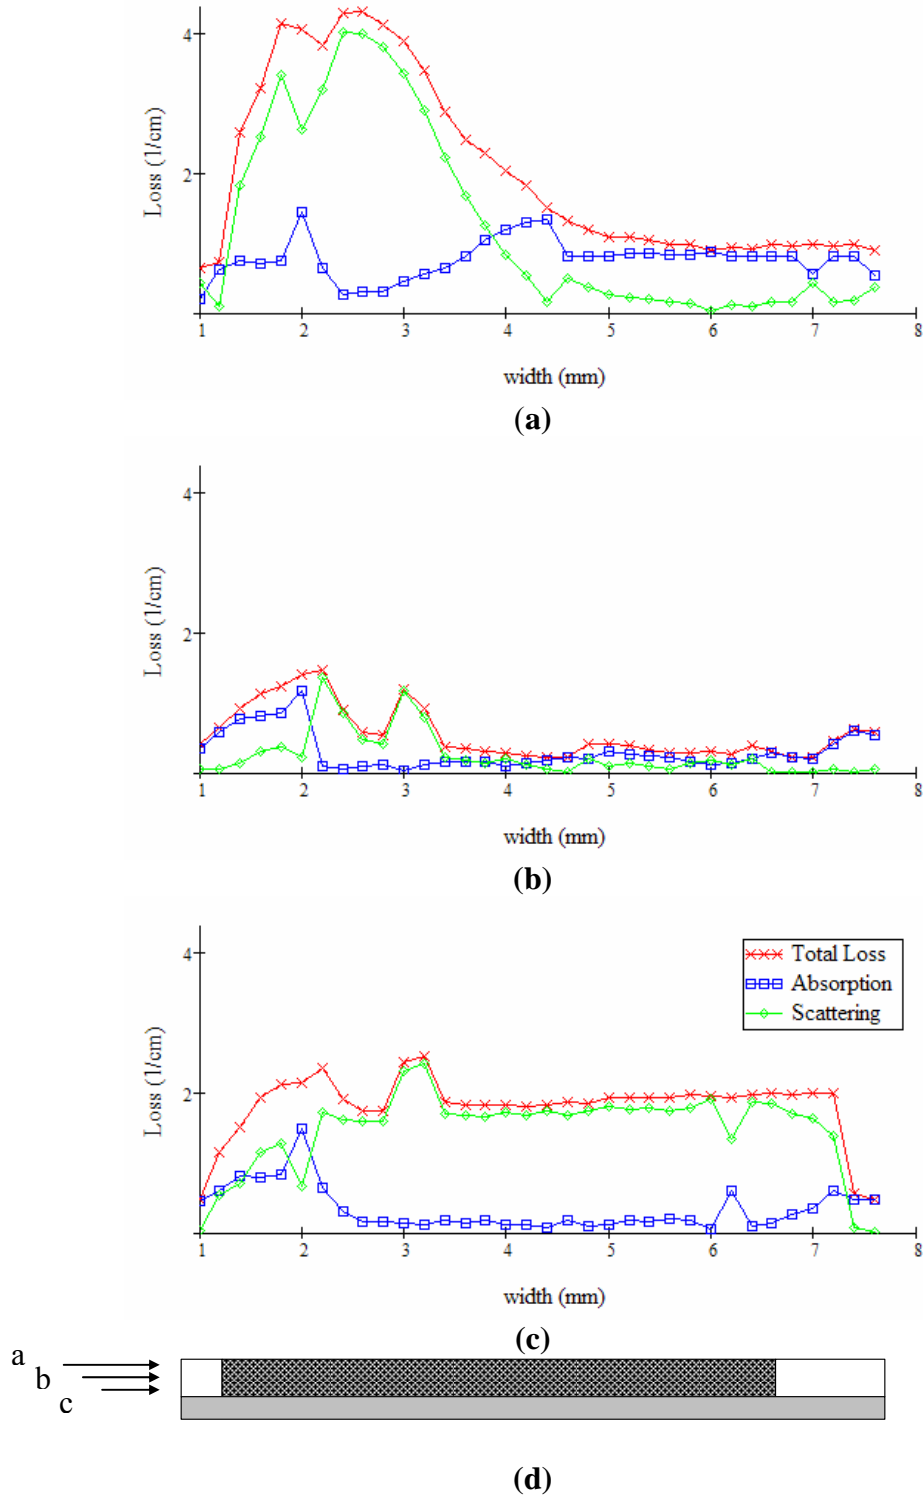 4
2
Loss (1/cm)
1 2 3 4 5 6 7 8
width (mm)
(a)
4
2
Loss (1/cm)
1 2 3 4 5 6 7 8
width (mm)
(b)
4
2
Loss (1/cm)
Total Loss
Absorption
Scattering
1 2 3 4 5 6 7 8
width (mm)
(c)
a
b
c
(d)